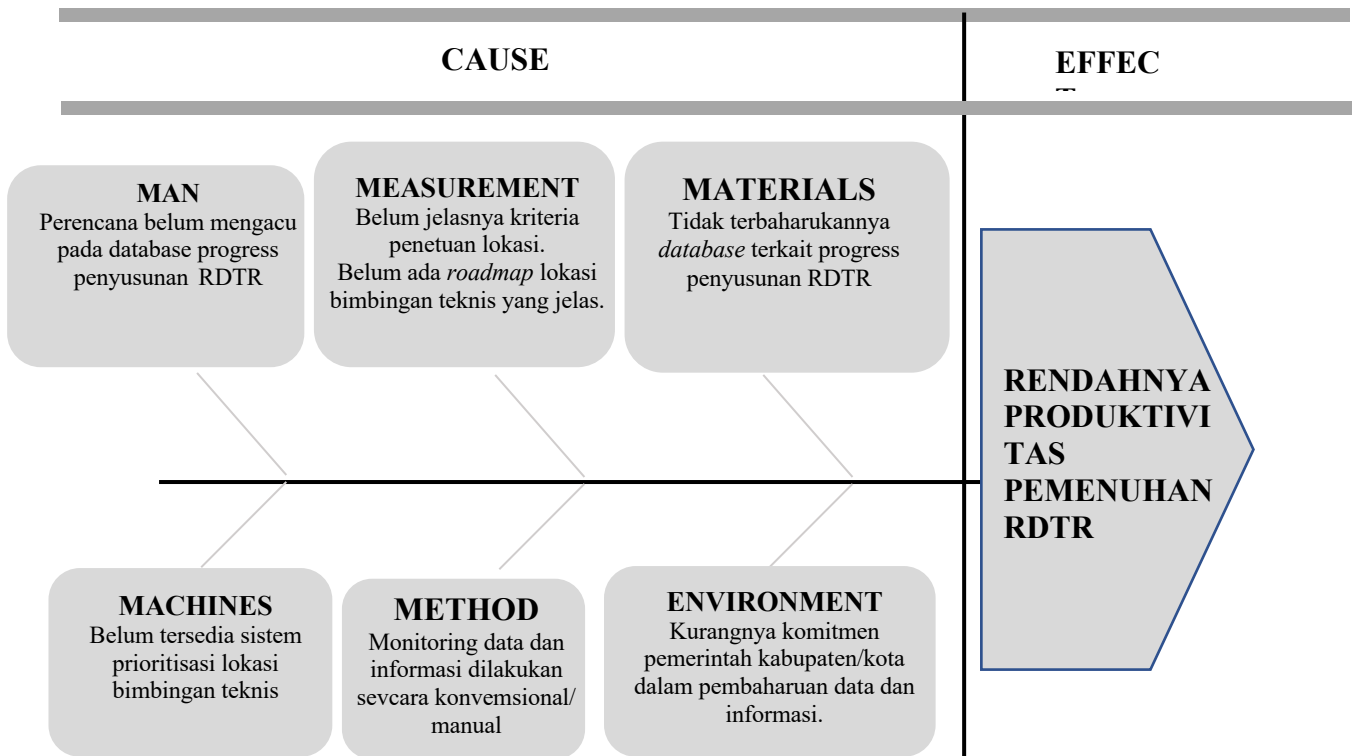 CAUSE
EFFEC
MAN
Perencana belum mengacu
pada database progress
penyusunan RDTR
MEASUREMENT
Belum jelasnya kriteria
penetuan lokasi.
Belum ada roadmap lokasi
bimbingan teknis yang jelas.
MATERIALS
Tidak terbaharukannya
database terkait progress
penyusunan RDTR
RENDAHNYA
PRODUKTIVI
TAS
PEMENUHAN
RDTR
MACHINES
Belum tersedia sistem
prioritisasi lokasi
bimbingan teknis
METHOD
Monitoring data dan
informasi dilakukan
sevcara konvemsional/
manual
ENVIRONMENT
Kurangnya komitmen
pemerintah kabupaten/kota
dalam pembaharuan data dan
informasi.